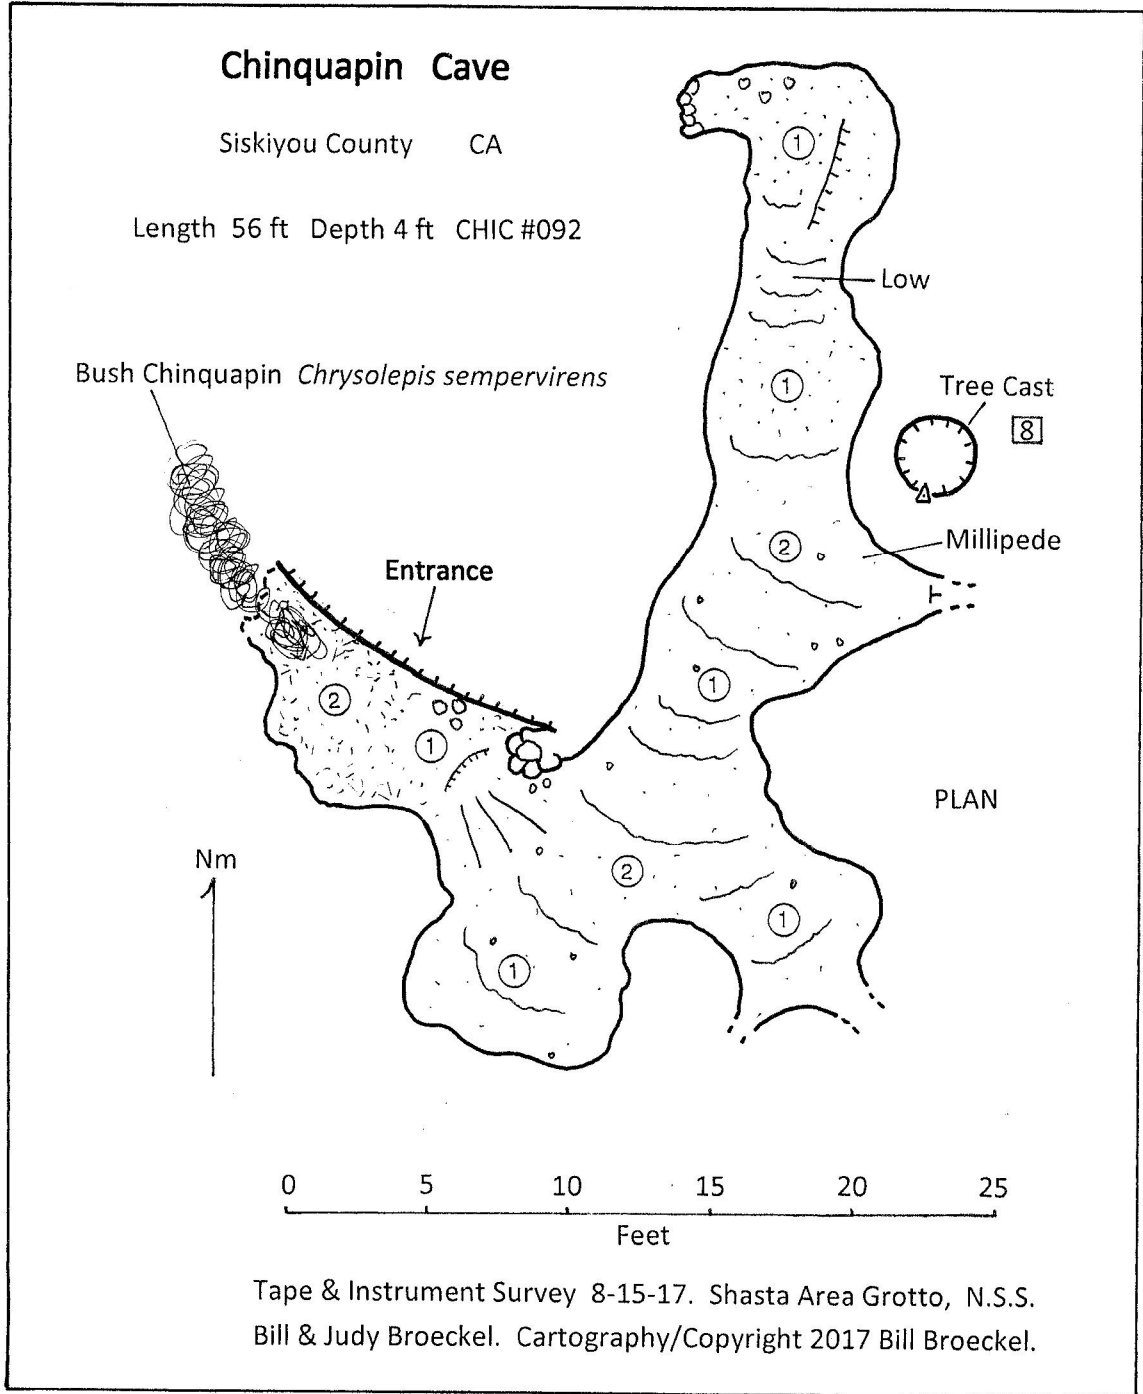 Chinquapin Cave
Siskiyou County CA
Length 56 ft Depth 4 ft CHIC #092
1
Low
Bush Chinquapin Chrysolepis sempervirens
1
Tree Cast
8
2
Millipede
Entrance
2
1
1
PLAN
Nm
2
1
1
0 5 10 15 20 25
Feet
Tape & Instrument Survey 8-15-17. Shasta Area Grotto, N.S.S.
Bill & Judy Broeckel. Cartography/Copyright 2017 Bill Broeckel.